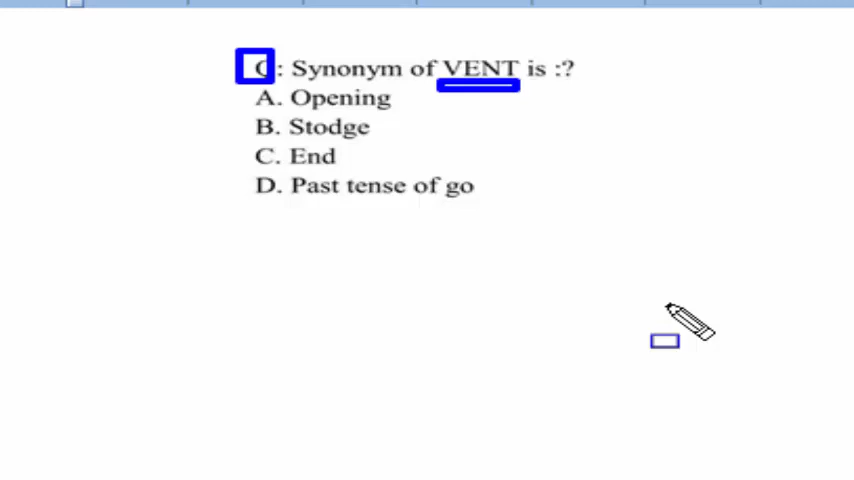 : Synonym of VENT is :?
A. Opening
B. Stodge
C. End
D. Past tense of go